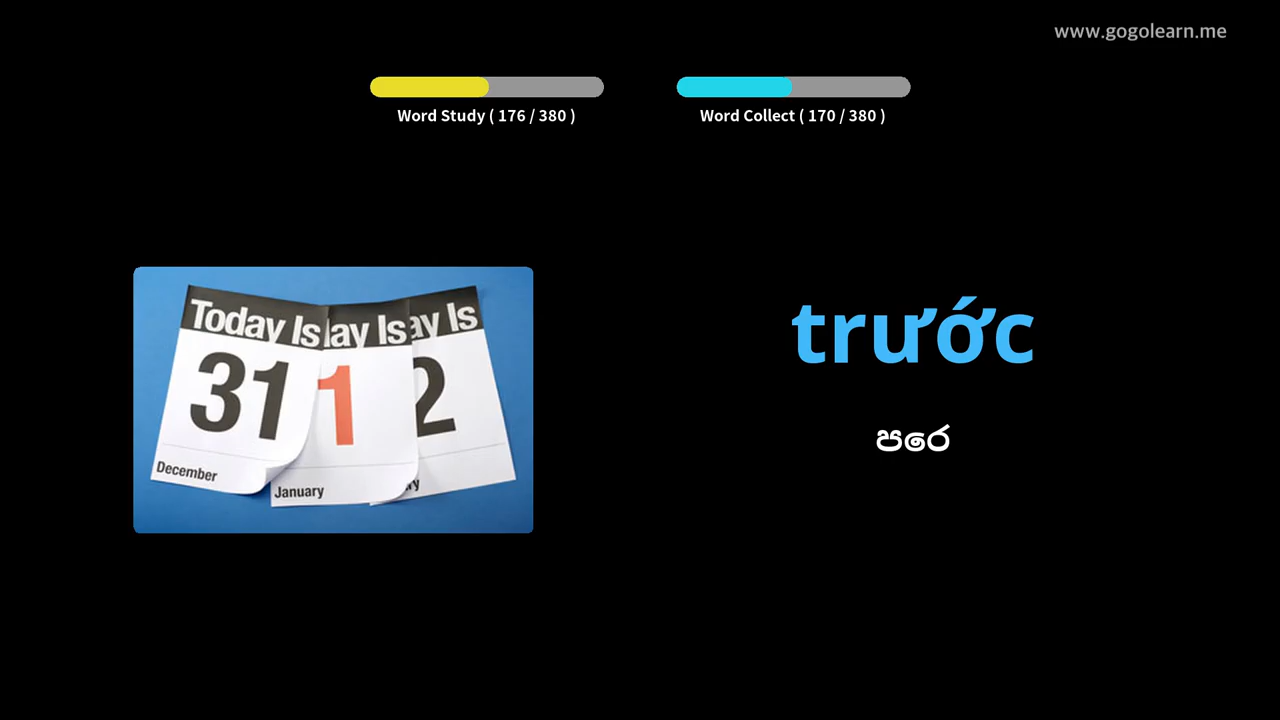 www.gogolearn.me
Word Study ( 176 / 380 )
Word Collect ( 170 / 380 )
Today Is
ay Is
ay Is
31
1
2
December
January
ry
trước
පරෙ